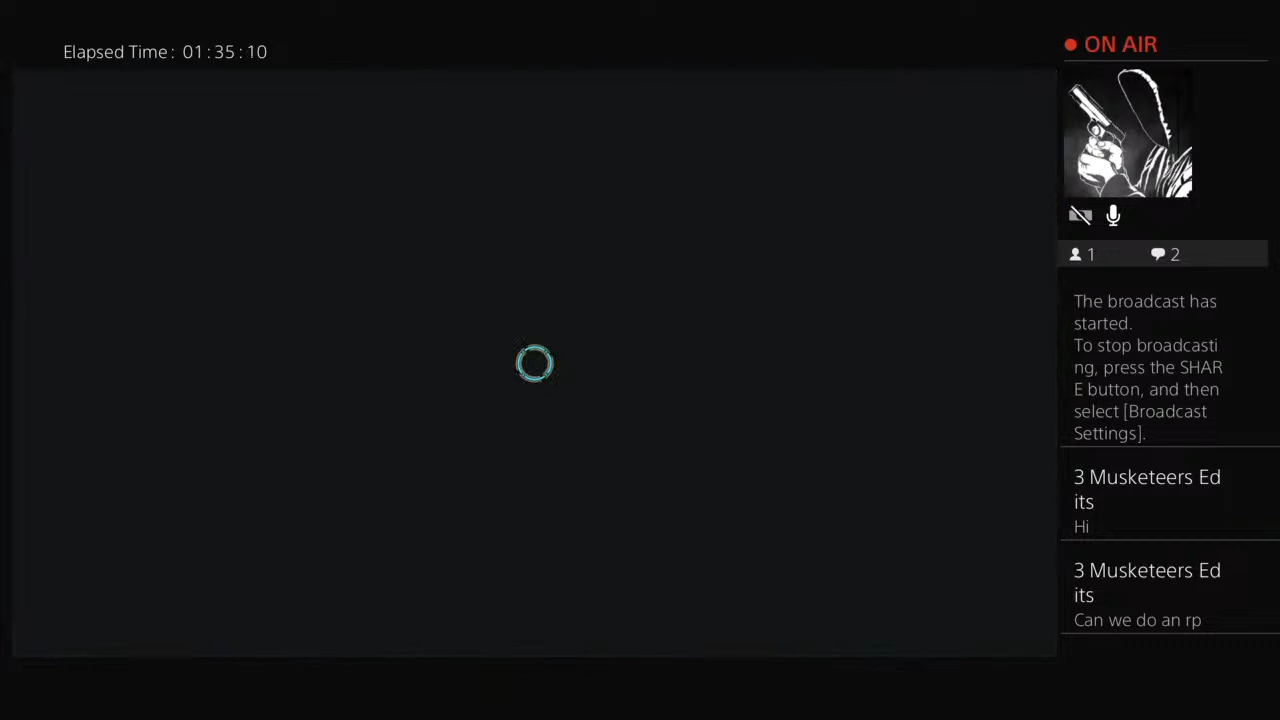 Elapsed Time: 01:35:10
ON AIR
1 2
The broadcast has
started.
To stop broadcasti
ng, press the SHAR
E button, and then
select [Broadcast
Settings].
3 Musketeers Ed
its
Hi
3 Musketeers Ed
its
Can we do an rp